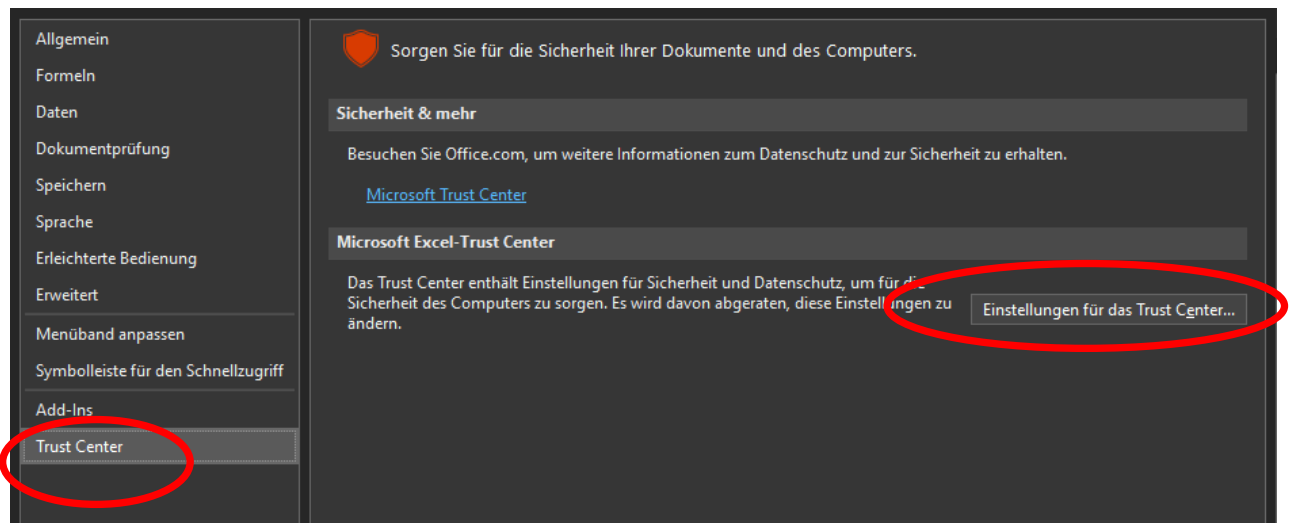 Allgemein
Formeln
Daten
Dokumentprüfung
Speichern
Sprache
Erleichterte Bedienung
Erweitert
Menüband anpassen
Symbolleiste für den Schnellzugriff
Add-Ins
Trust Center
Sorgen Sie für die Sicherheit Ihrer Dokumente und des Computers.
Sicherheit & mehr
Besuchen Sie Office.com, um weitere Informationen zum Datenschutz und zur Sicherheit zu erhalten.
Microsoft Trust Center
Microsoft Excel-Trust Center
Das Trust Center enthält Einstellungen für Sicherheit und Datenschutz, um für die
Sicherheit des Computers zu sorgen. Es wird davon abgeraten, diese Einstellungen zu
ändern.
Einstellungen für das Trust Center...